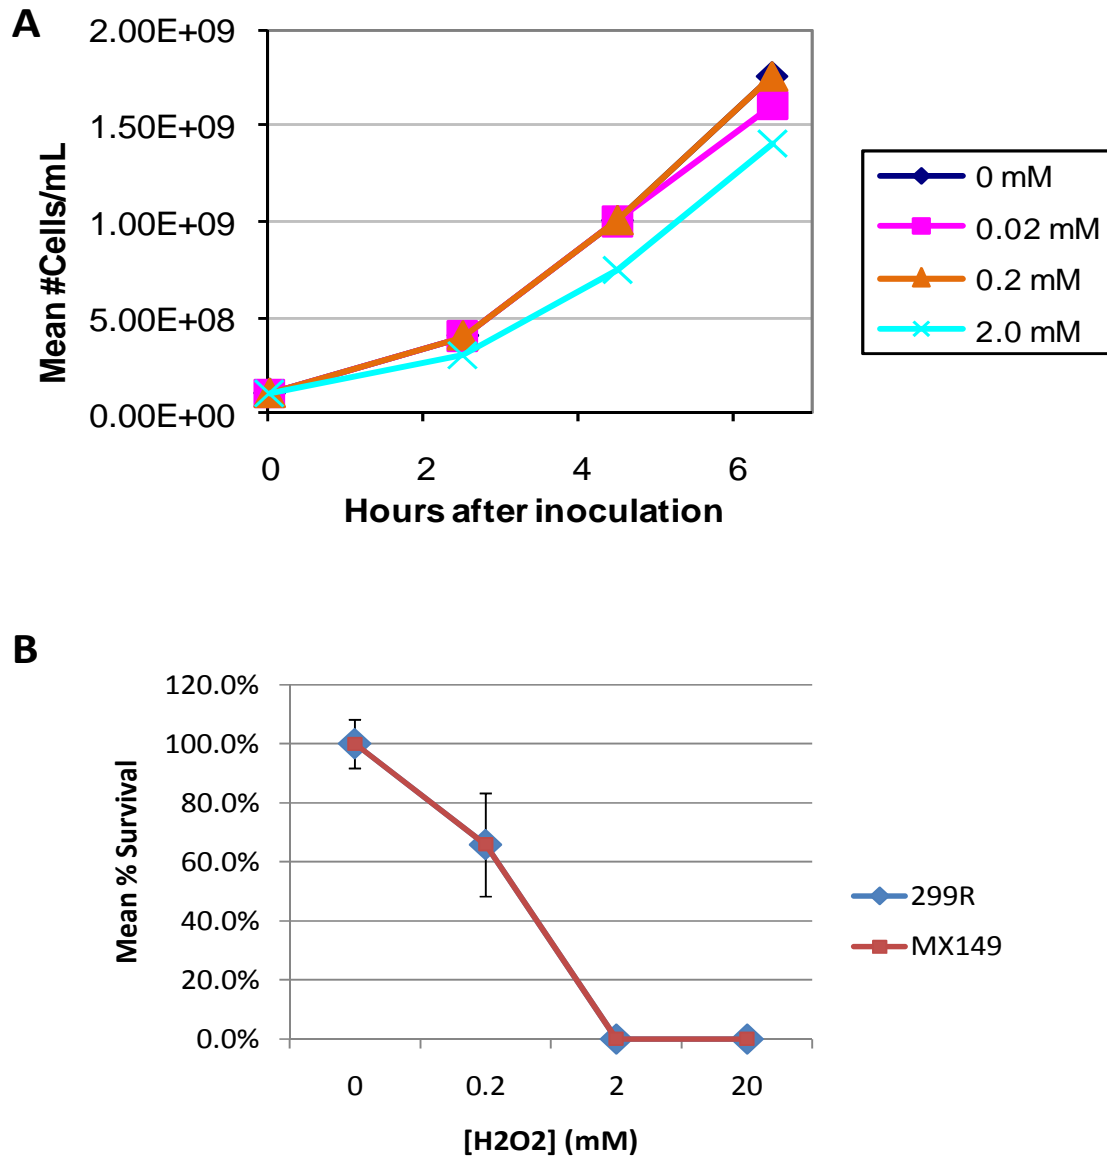 A
2.00E+09
1.50E+09
1.00E+09
5.00E+08
0.00E+00
Mean #Cells/mL
0 2 4 6
Hours after inoculation
0 mM
0.02 mM
0.2 mM
2.0 mM
B
120.0%
100.0%
80.0%
60.0%
40.0%
20.0%
0.0%
Mean % Survival
0 0.2 2 20
[H2O2] (mM)
299R
MX149